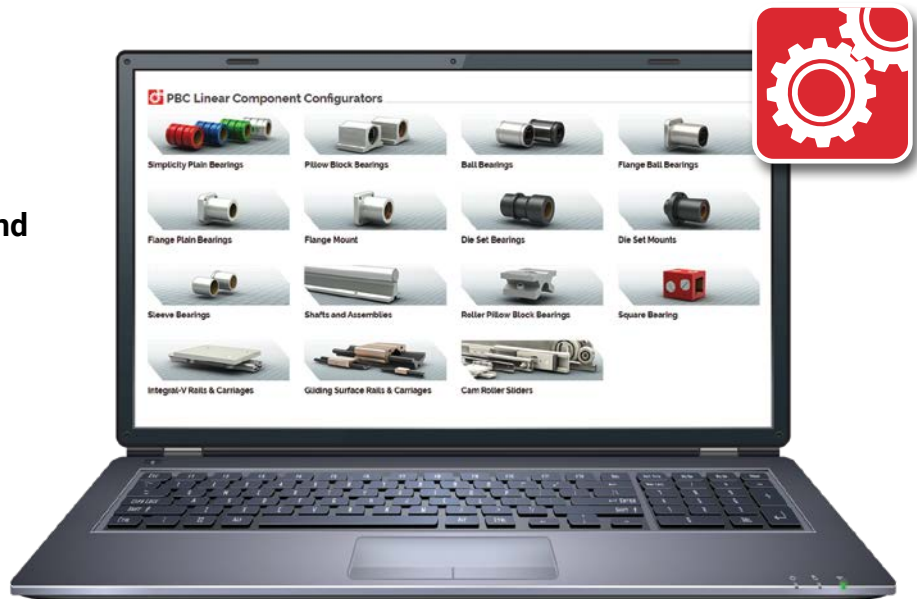 PBC Linear Component Configurators
Simplicity Plain Bearings
Pillow Block Bearings
Ball Bearings
Flange Ball Bearings
nd
Flange Plain Bearings
Flange Mount
Die Set Bearings
Die Set Mounts
Sleeve Bearings
Shafts and Assemblies
Roller Pillow Block Bearings
Square Bearing
Integral-V Rails & Carriages
Gliding Surface Rails & Carriages
Cam Roller Sliders